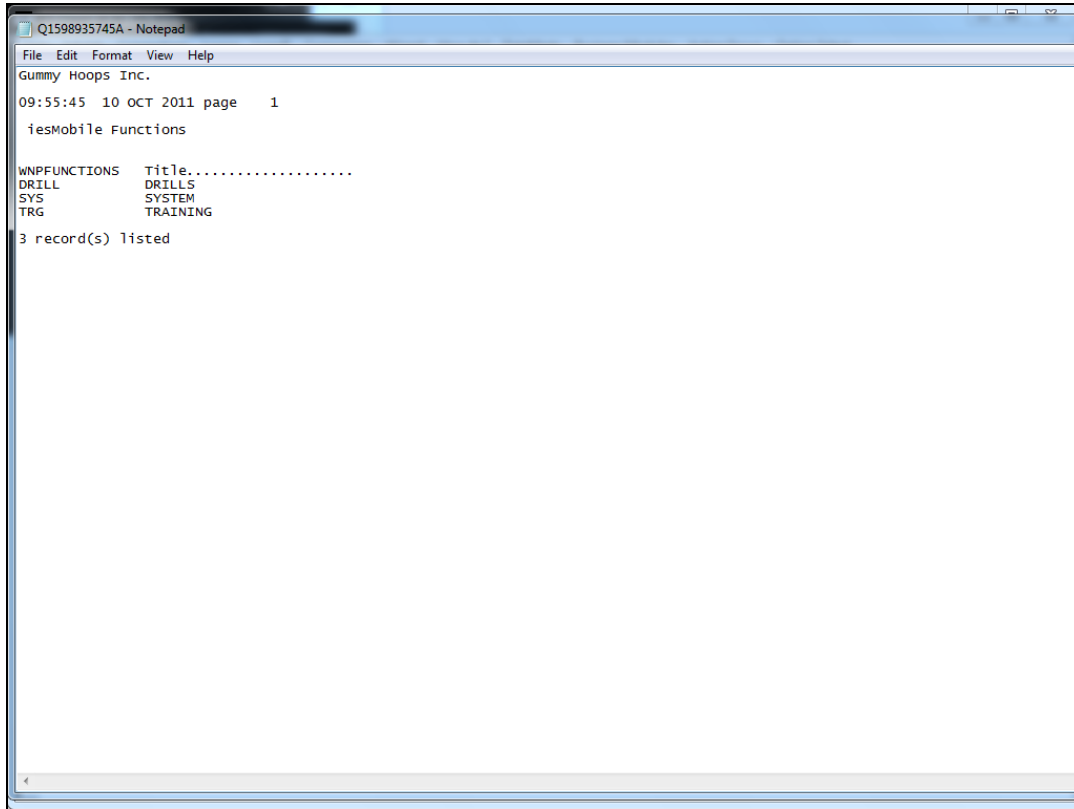 Q1598935745A - Notepad
File Edit Format View Help
Gummy Hoops Inc.
09:55:45  10 OCT 2011 page    1
iesMobile Functions
WNPFUNCTIONS   Title....................
DRILL          DRILLS
SYS            SYSTEM
TRG            TRAINING
3 record(s) listed